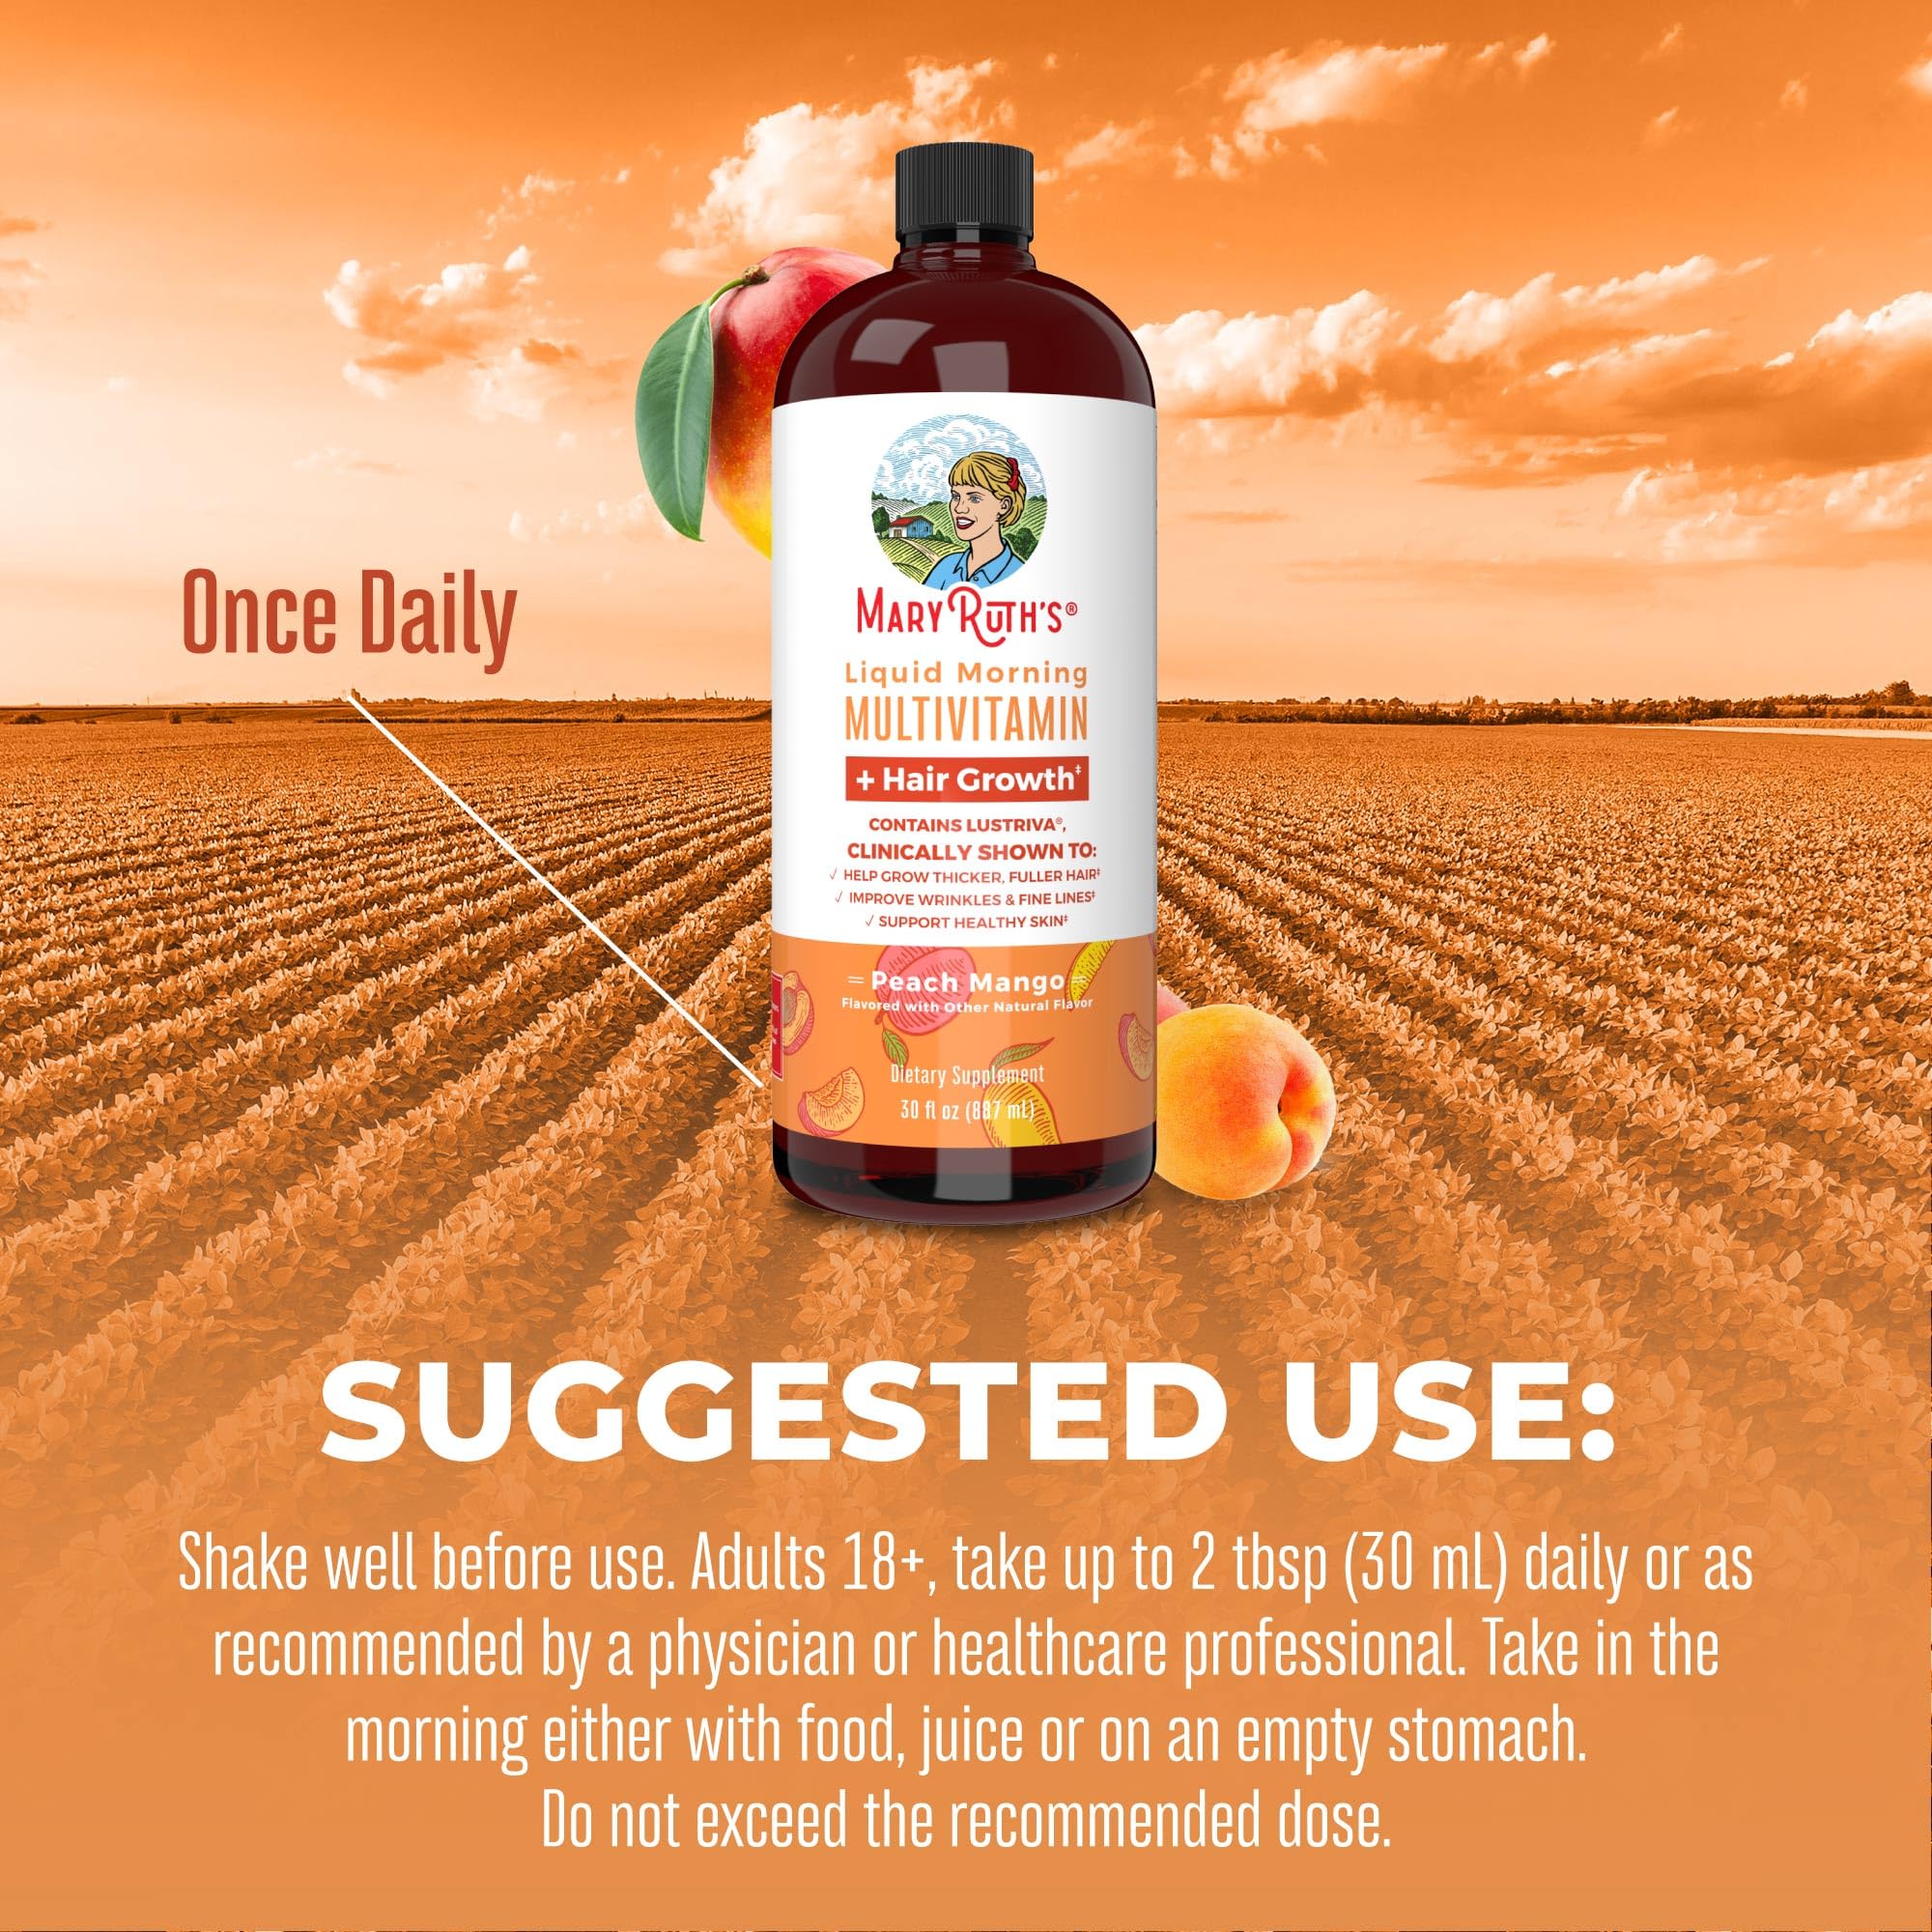 Once Daily
MARY RUTH'S®
Liquid Morning
MULTIVITAMIN
+ Hair Growth‡
CONTAINS LUSTRIVA®,
CLINICALLY SHOWN TO:
√ HELP GROW THICKER, FULLER HAIR‡
√ IMPROVE WRINKLES & FINE LINES‡
√ SUPPORT HEALTHY SKIN‡
= Peach Mango =
Flavored with Other Natural Flavor
Dietary Supplement
30 fl oz (887 mL)
SUGGESTED USE:
Shake well before use. Adults 18+, take up to 2 tbsp (30 mL) daily or as
recommended by a physician or healthcare professional. Take in the
morning either with food, juice or on an empty stomach.
Do not exceed the recommended dose.